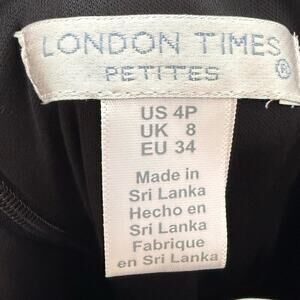 LONDON TIMES
PETITES ®
US 4P
UK 8
EU 34
Made in
Sri Lanka
Hecho en
Sri Lanka
Fabrique
en Sri Lanka